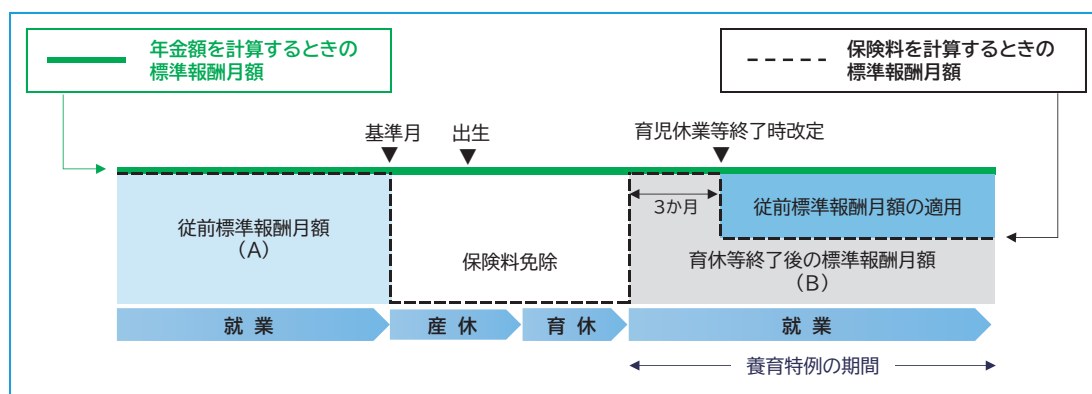 年金額を計算するときの
標準報酬月額
保険料を計算するときの
標準報酬月額
基準月
出生
育児休業等終了時改定
3か月
従前標準報酬月額
（A）
保険料免除
従前標準報酬月額の適用
育休等終了後の標準報酬月額
（B）
就業
産休
育休
就業
養育特例の期間